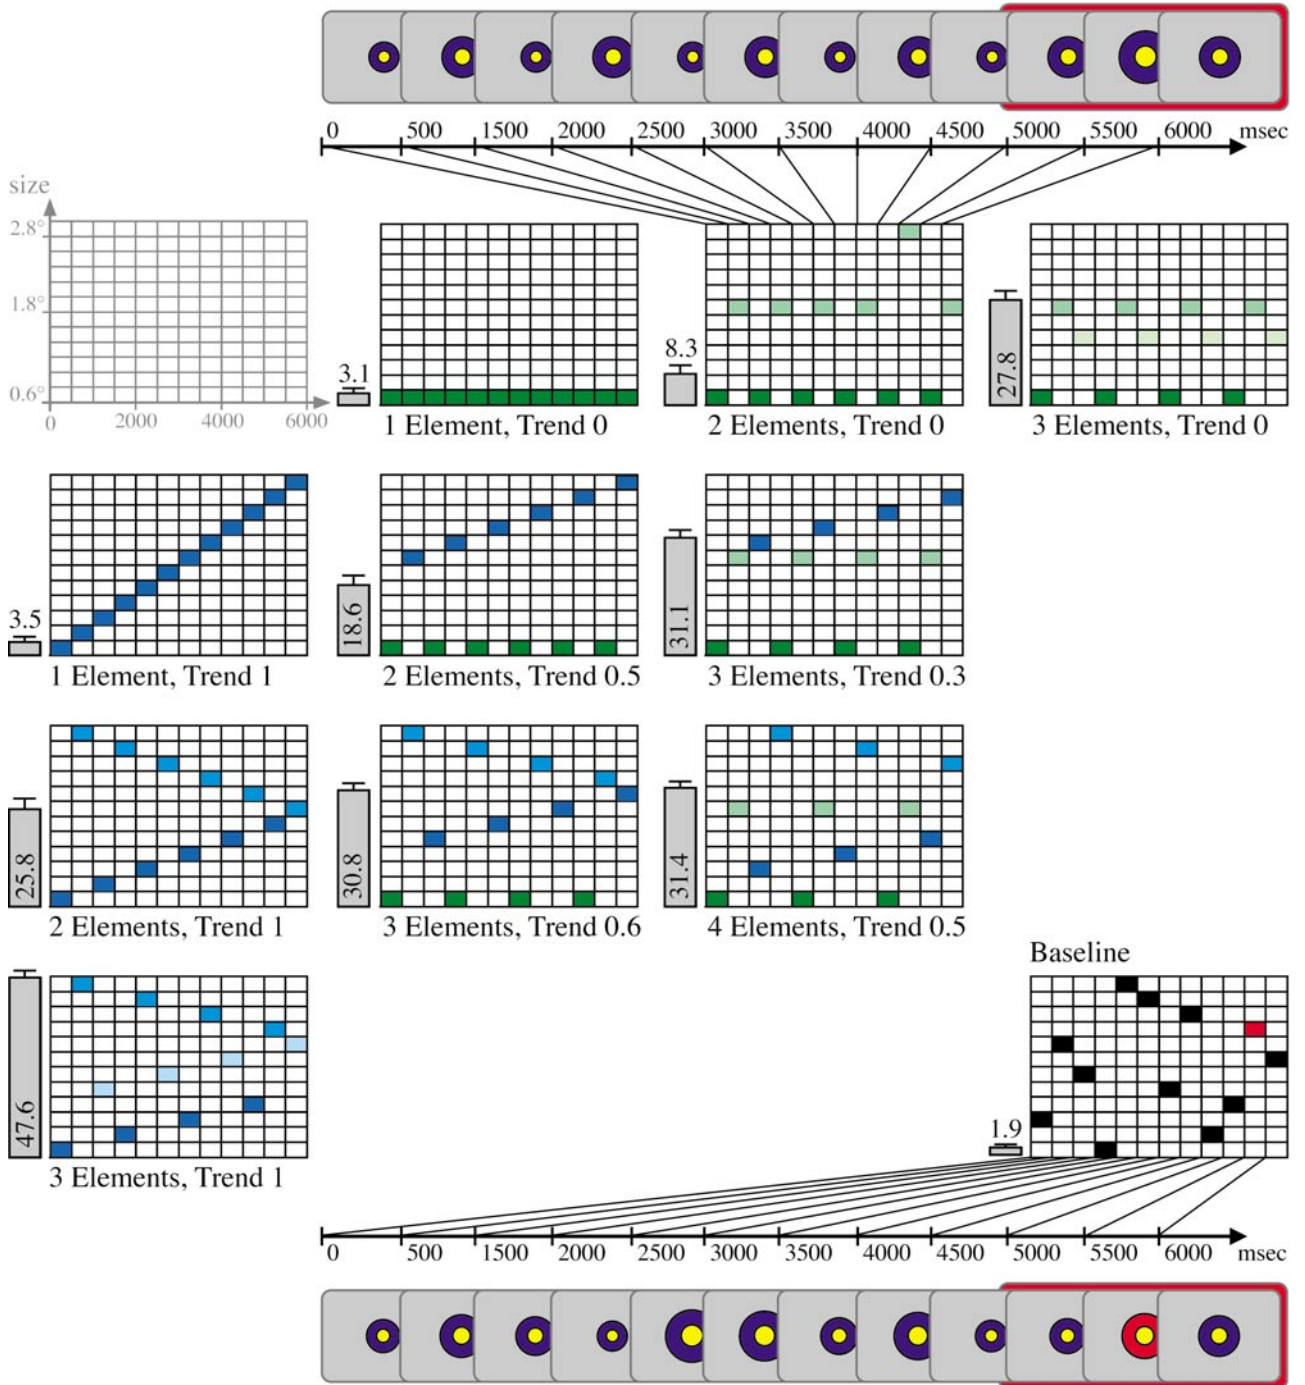 0 500 1500 2000 2500 3000 3500 4000 4500 5000 5500 6000 msec
size
2.8°
1.8°
0.6°
0 2000 4000 6000
3.1
1 Element, Trend 0
8.3
2 Elements, Trend 0
27.8
3 Elements, Trend 0
3.5
1 Element, Trend 1
18.6
2 Elements, Trend 0.5
31.1
3 Elements, Trend 0.3
25.8
2 Elements, Trend 1
30.8
3 Elements, Trend 0.6
31.4
4 Elements, Trend 0.5
47.6
3 Elements, Trend 1
Baseline
1.9
0 500 1500 2000 2500 3000 3500 4000 4500 5000 5500 6000 msec